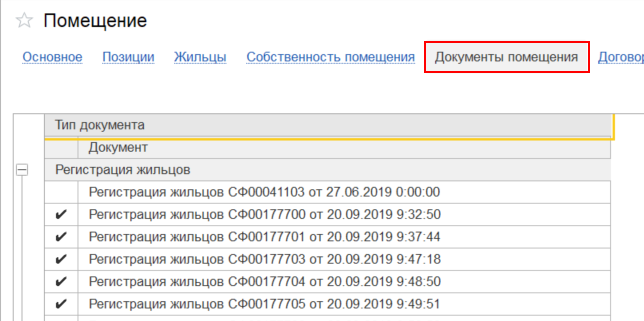 Помещение
Основное Позиции Жильцы Собственность помещения Документы помещения
Тип документа
Документ
Регистрация жильцов
Регистрация жильцов СФ00041103 от 27.06.2019 0:00:00
✔ Регистрация жильцов СФ00177700 от 20.09.2019 9:32:50
✔ Регистрация жильцов СФ00177701 от 20.09.2019 9:37:44
✔ Регистрация жильцов СФ00177703 от 20.09.2019 9:47:18
✔ Регистрация жильцов СФ00177704 от 20.09.2019 9:48:50
✔ Регистрация жильцов СФ00177705 от 20.09.2019 9:49:51